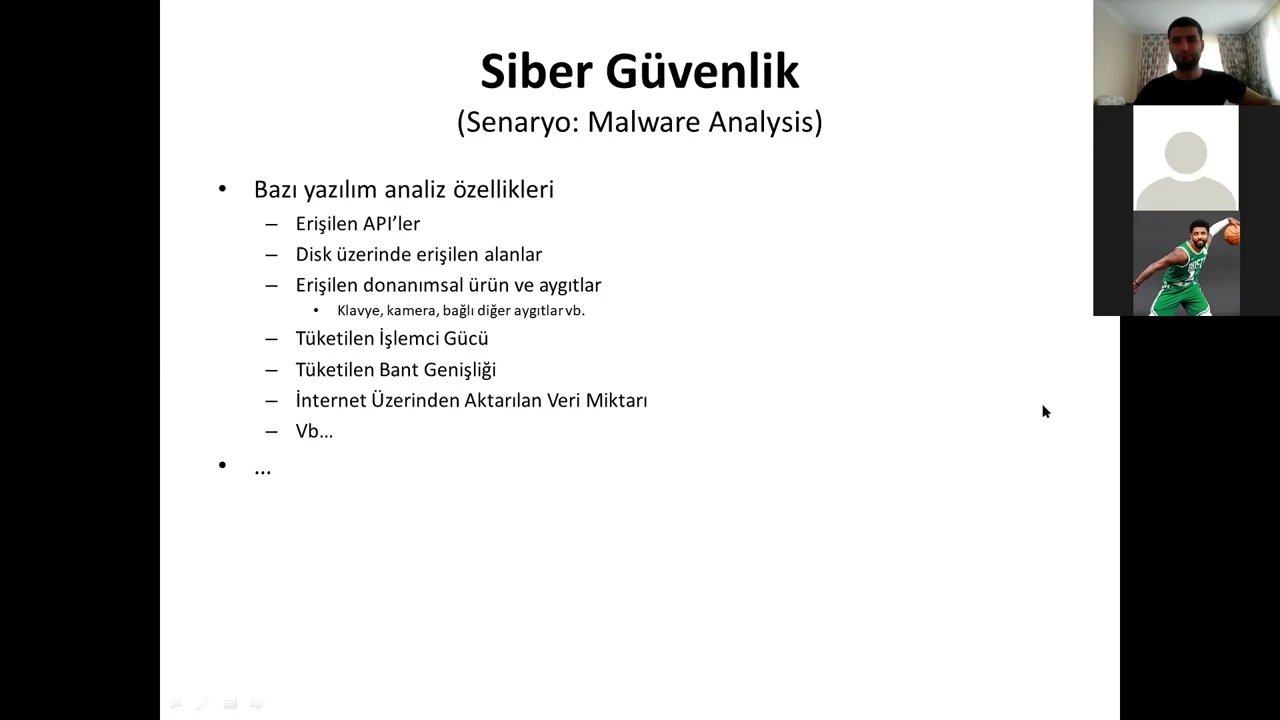 Siber Güvenlik
(Senaryo: Malware Analysis)
• Bazı yazılım analiz özellikleri
– Erişilen API’ler
– Disk üzerinde erişilen alanlar
– Erişilen donanımsal ürün ve aygıtlar
• Klavye, kamera, bağlı diğer aygıtlar vb.
– Tüketilen İşlemci Gücü
– Tüketilen Bant Genişliği
– İnternet Üzerinden Aktarılan Veri Miktarı
– Vb…
• …